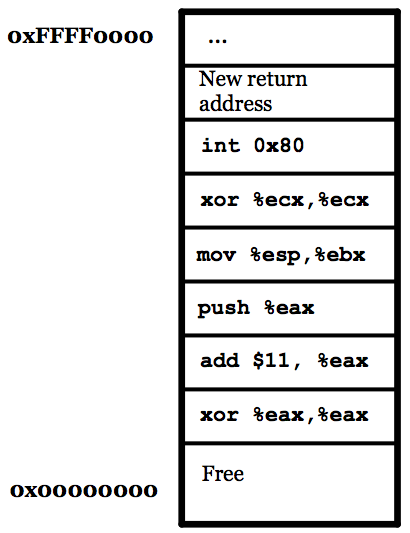 0xFFFF0000
...
New return
address
int 0x80
xor %ecx,%ecx
mov %esp,%ebx
push %eax
add $11, %eax
xor %eax,%eax
Free
0x00000000